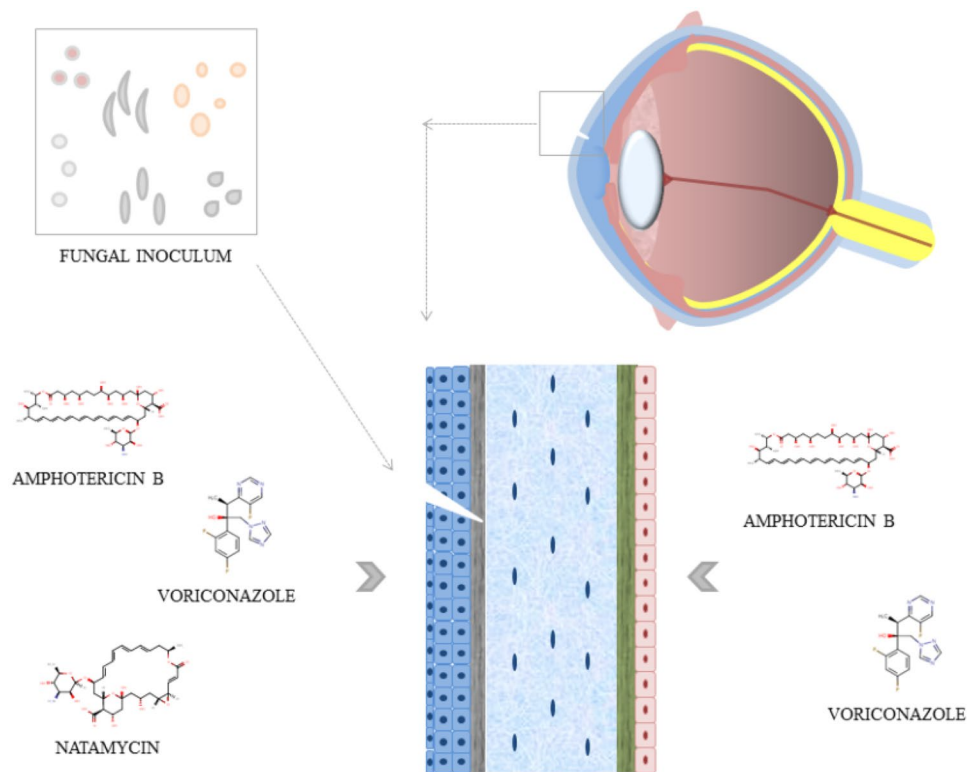 FUNGAL INOCULUM
AMPHOTERICIN B
VORICONAZOLE
NATAMYCIN
AMPHOTERICIN B
VORICONAZOLE